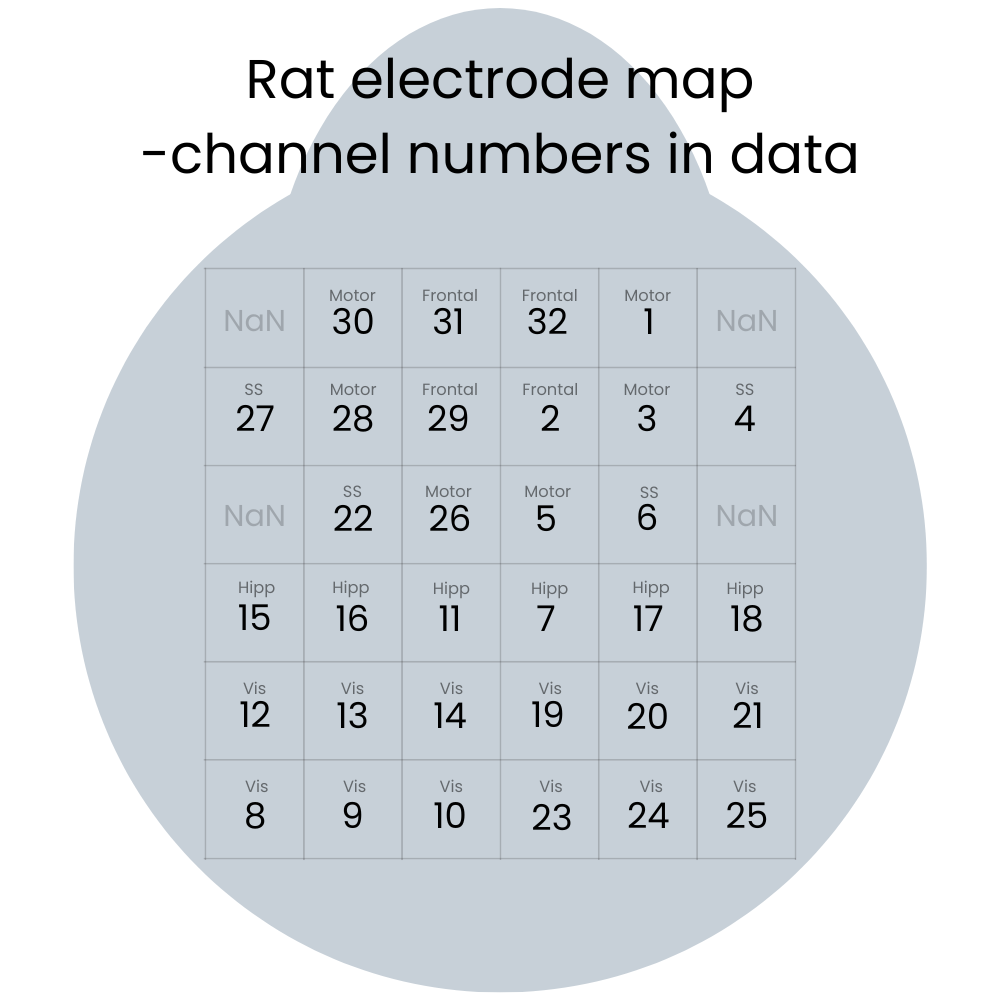 Rat electrode map
-channel numbers in data
NaN Motor Frontal Frontal Motor NaN
30 31 32 1
SS Motor Frontal Frontal Motor SS
27 28 29 2 3 4
NaN SS Motor Motor SS NaN
22 26 5 6
Hipp Hipp Hipp Hipp Hipp Hipp
15 16 11 7 17 18
Vis Vis Vis Vis Vis Vis
12 13 14 19 20 21
Vis Vis Vis Vis Vis Vis
8 9 10 23 24 25